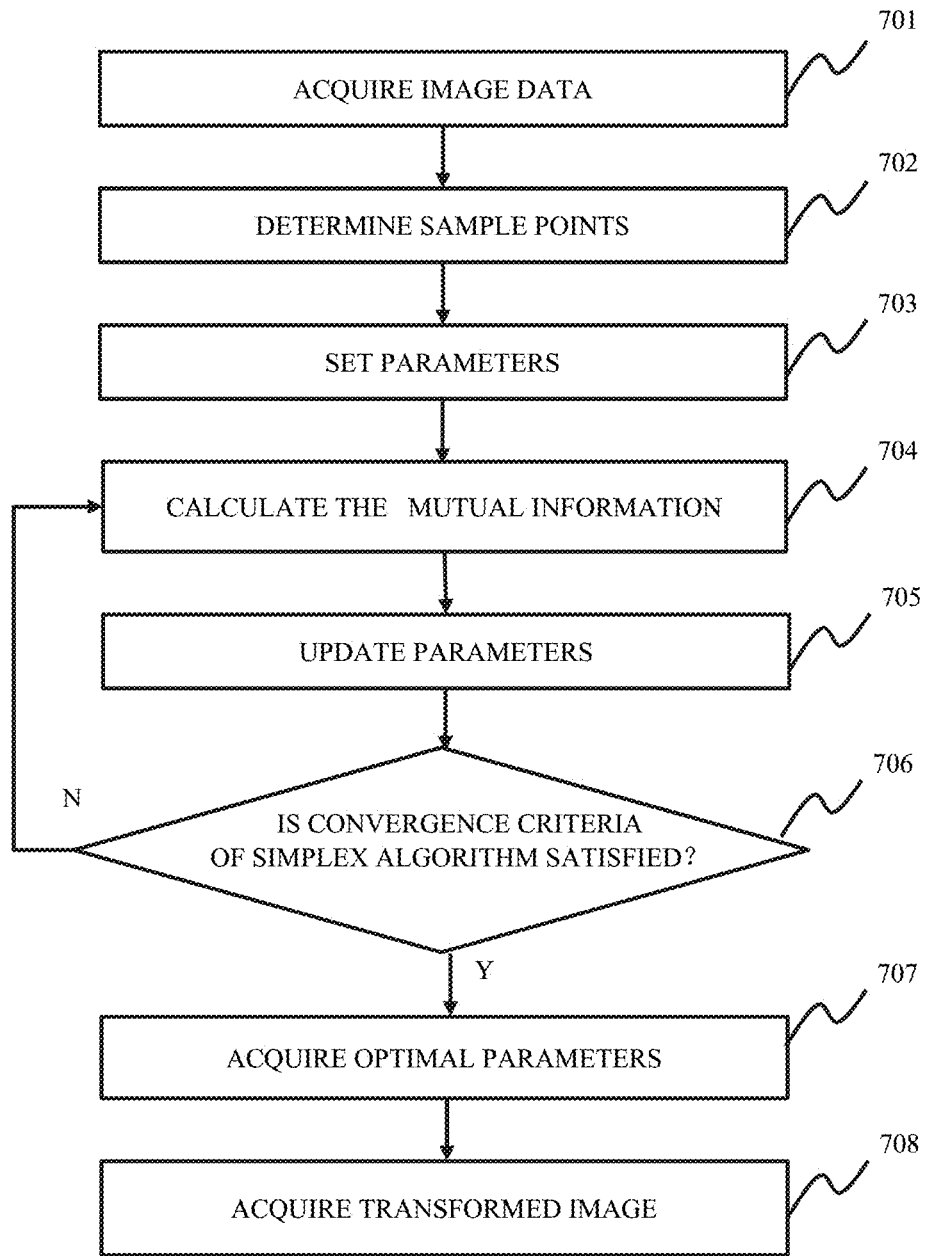 701
ACQUIRE IMAGE DATA
702
DETERMINE SAMPLE POINTS
703
SET PARAMETERS
704
CALCULATE THE MUTUAL INFORMATION
705
UPDATE PARAMETERS
706
N
IS CONVERGENCE CRITERIA
OF SIMPLEX ALGORITHM SATISFIED?
Y
707
ACQUIRE OPTIMAL PARAMETERS
708
ACQUIRE TRANSFORMED IMAGE